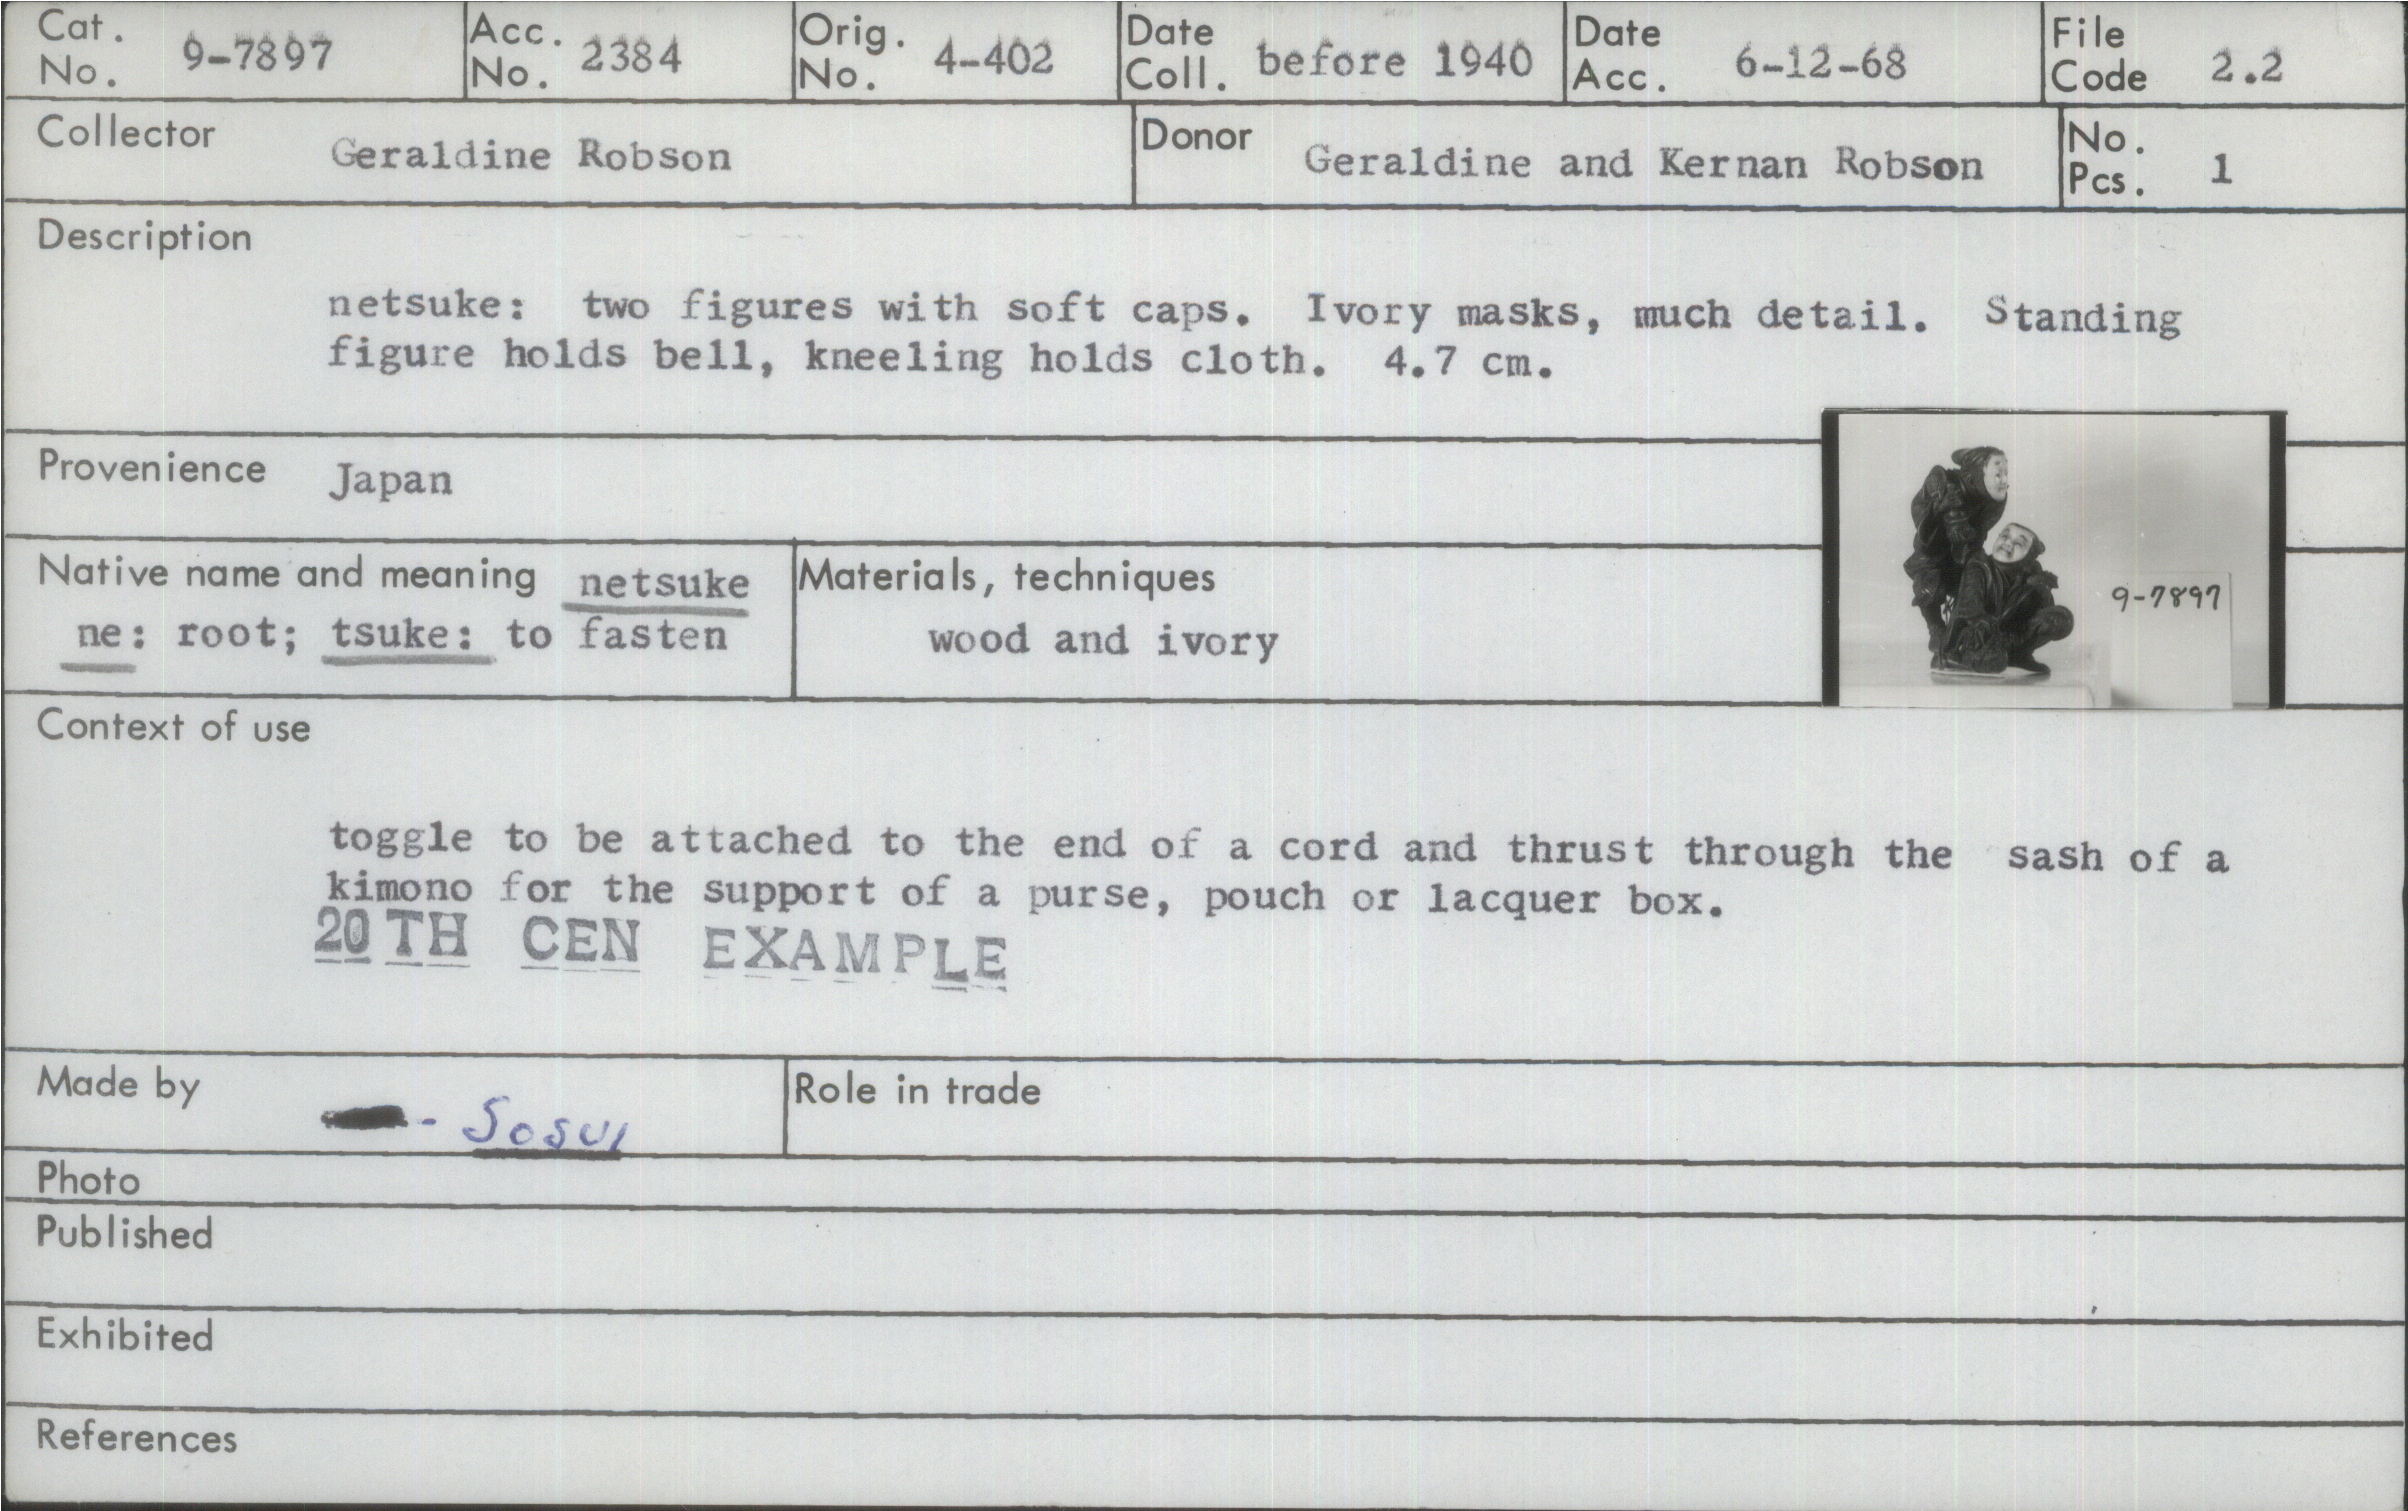 Cat. No. 9-7897
Acc. No. 2384
Orig. No. 4-402
Date Coll. before 1940
Date Acc. 6-12-68
File Code 2.2
Collector Geraldine Robson
Donor Geraldine and Kernan Robson
No. Pcs. 1
Description
netsuke: two figures with soft caps. Ivory masks, much detail. Standing
figure holds bell, kneeling holds cloth. 4.7 cm.
Provenience Japan
Native name and meaning netsuke
ne: root; tsuke: to fasten
Materials, techniques
wood and ivory
9-7897
Context of use
toggle to be attached to the end of a cord and thrust through the sash of a
kimono for the support of a purse, pouch or lacquer box.
20TH CEN EXAMPLE
Made by - Sosui
Role in trade
Photo
Published
Exhibited
References